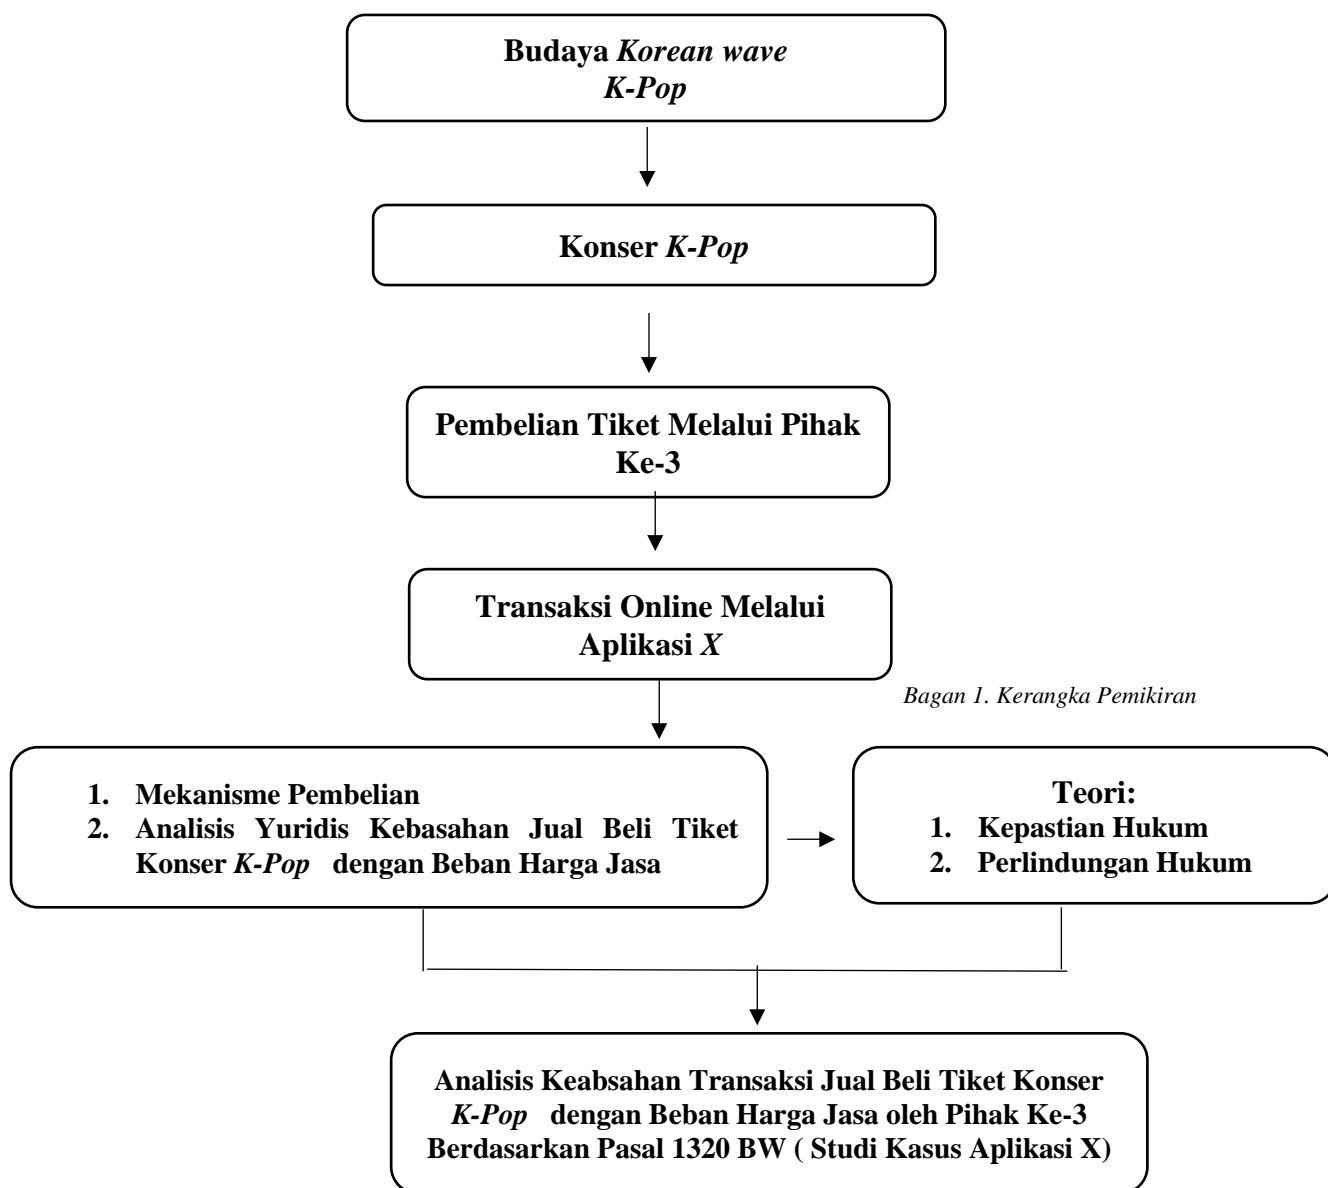 Budaya Korean wave
K-Pop
Konser K-Pop
Pembelian Tiket Melalui Pihak
Ke-3
Transaksi Online Melalui
Aplikasi X
Bagan 1. Kerangka Pemikiran
1. Mekanisme Pembelian
2. Analisis Yuridis Kebasahan Jual Beli Tiket
Konser K-Pop dengan Beban Harga Jasa
Teori:
1. Kepastian Hukum
2. Perlindungan Hukum
Analisis Keabsahan Transaksi Jual Beli Tiket Konser
K-Pop dengan Beban Harga Jasa oleh Pihak Ke-3
Berdasarkan Pasal 1320 BW ( Studi Kasus Aplikasi X)